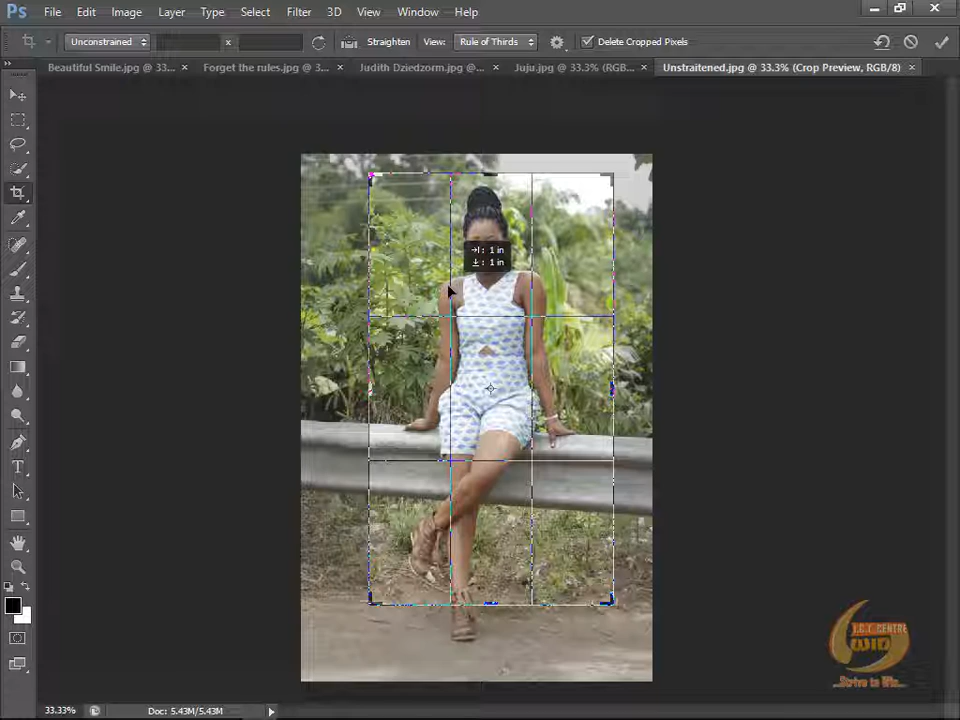 Ps File Edit Image Layer Type Select Filter 3D View Window Help
Unconstrained x Straighten View: Rule of Thirds Delete Cropped Pixels
Beautiful Smile.jpg @ 33... × Forget the rules.jpg @ 3... × Judith Dziedzorm.jpg @... × Juju.jpg @ 33.3% (RGB... × Unstraitened.jpg @ 33.3% (Crop Preview, RGB/8) ×
: 1 in
: 1 in
T
I.C.T CENTRE
WiD
Strive to Win...
33.33% Doc: 5.43M/5.43M